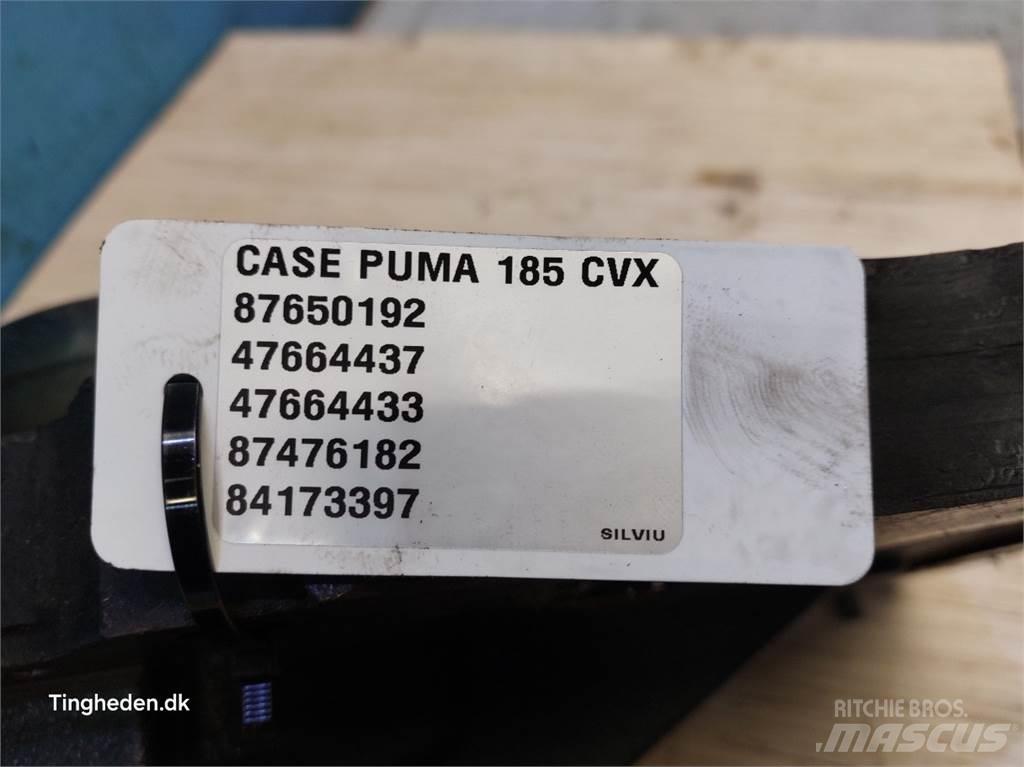 CASE PUMA 185 CVX
87650192
47664437
47664433
87476182
84173397
SILVIU
Tingheden.dk
RITCHIE BROS.
MASCUS